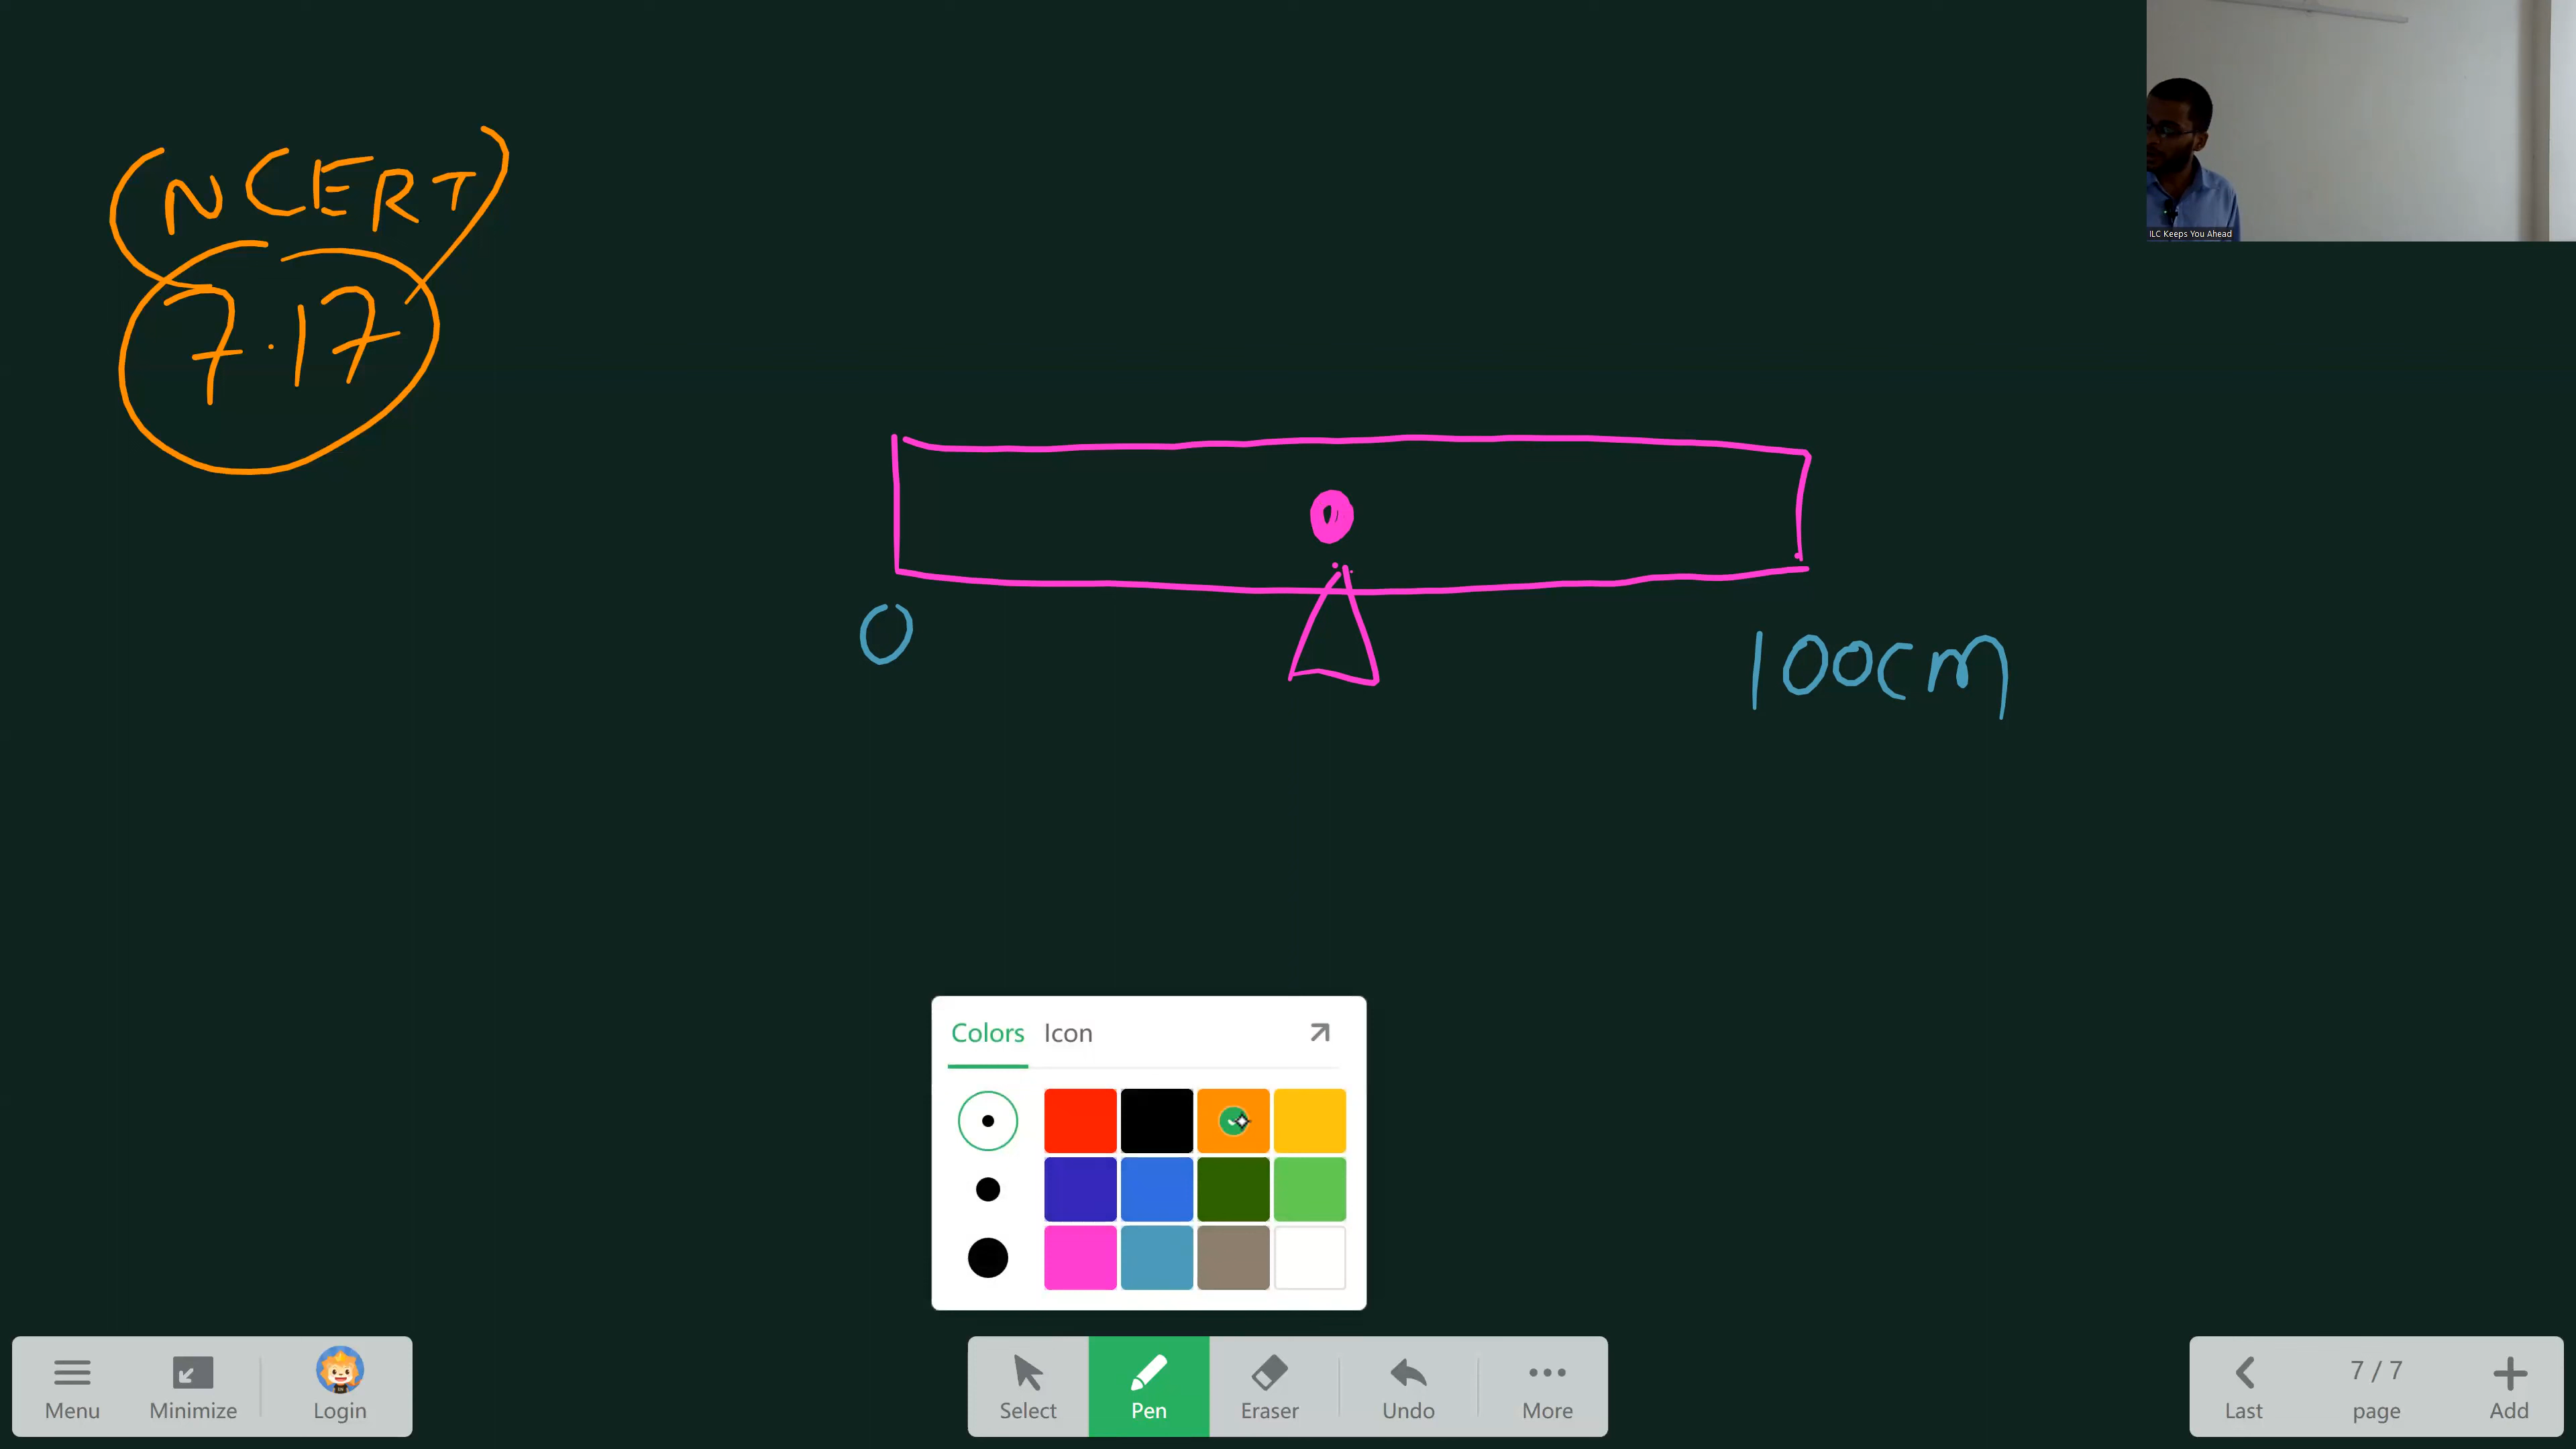 NCERT
7.17
ILC Keeps You Ahead
0
100cm
Colors Icon
Menu Minimize Login
Select Pen Eraser Undo More
7 / 7
Last page Add